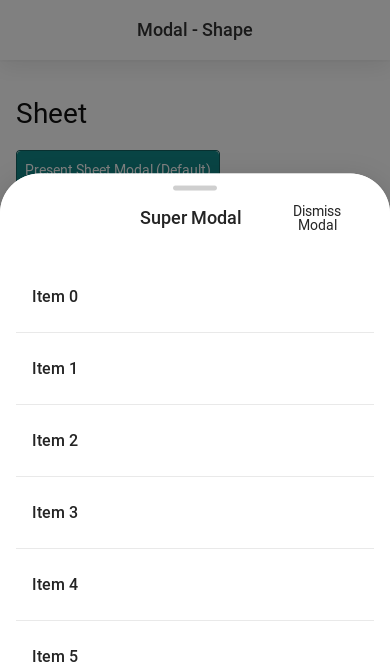 Modal - Shape
Sheet
Present Sheet Modal (Default)
Super Modal
Dismiss
Modal
Item 0
Item 1
Item 2
Item 3
Item 4
Item 5